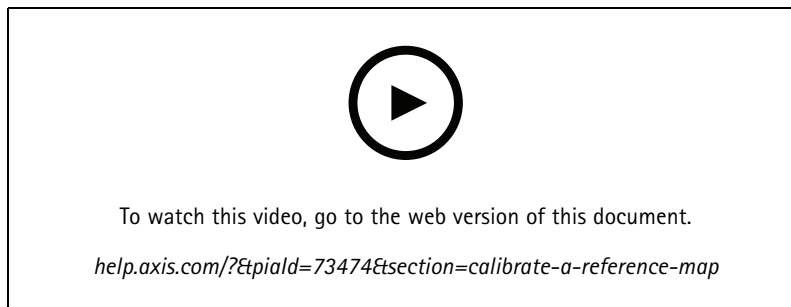 To watch this video, go to the web version of this document.
help.axis.com/?&piaId=73474&section=calibrate-a-reference-map